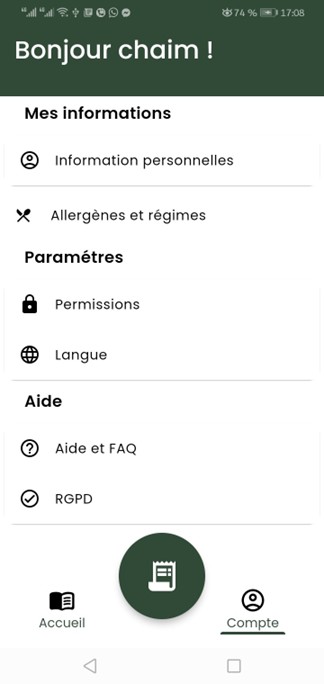 74 % 17:08
Bonjour chaim !
Mes informations
Information personnelles
Allergènes et régimes
Paramétres
Permissions
Langue
Aide
Aide et FAQ
RGPD
Accueil
Compte